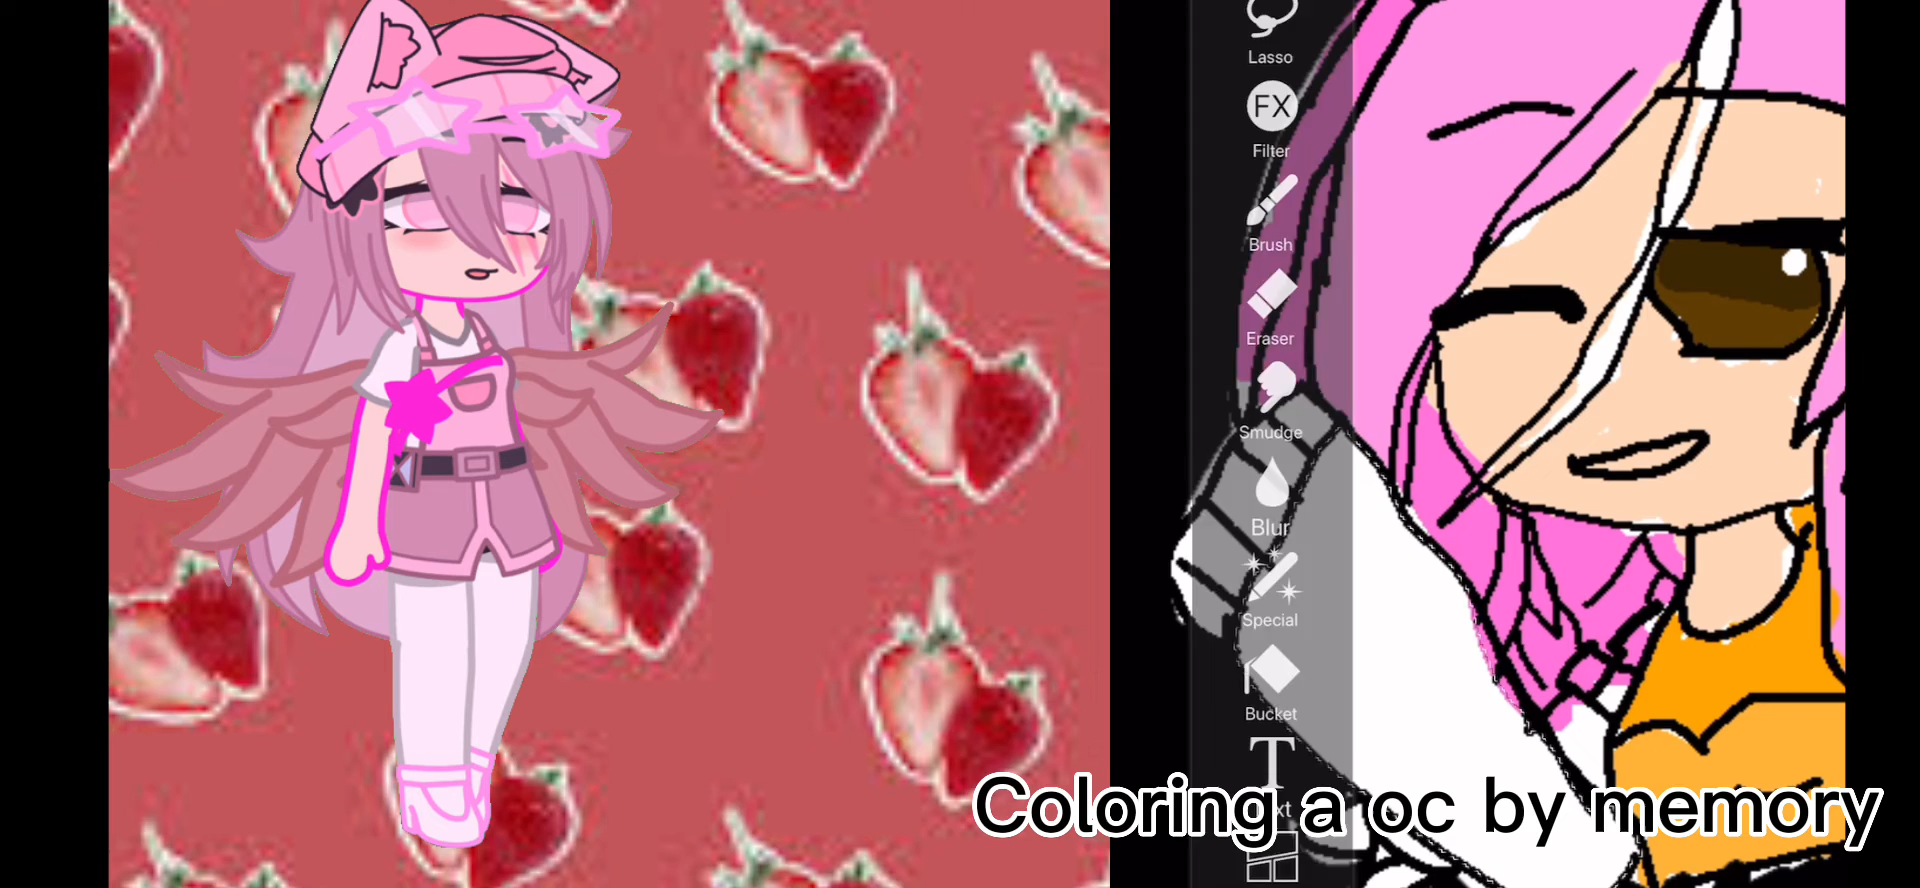 Lasso
FX
Filter
Brush
Eraser
Smudge
Blur
Special
Bucket
T
Coloring a oc by memory